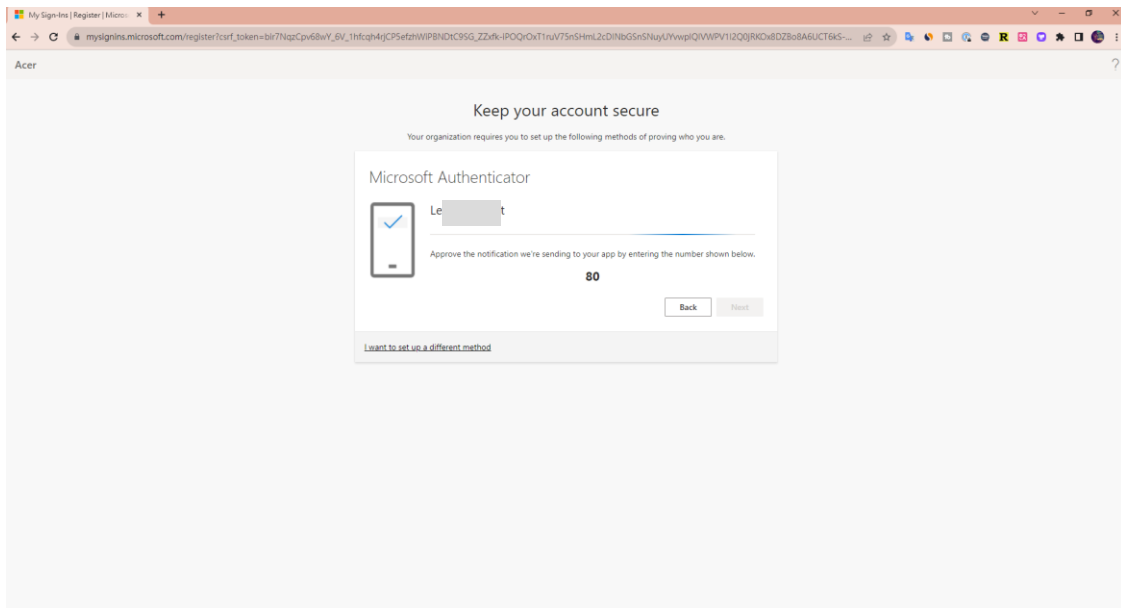 My Sign-Ins | Register | Micros
mysignins.microsoft.com/register?
Acer
?
Keep your account secure
Your organization requires you to set up the following methods of proving who you are.
Microsoft Authenticator
Le t
Approve the notification we're sending to your app by entering the number shown below.
80
Back Next
I want to set up a different method